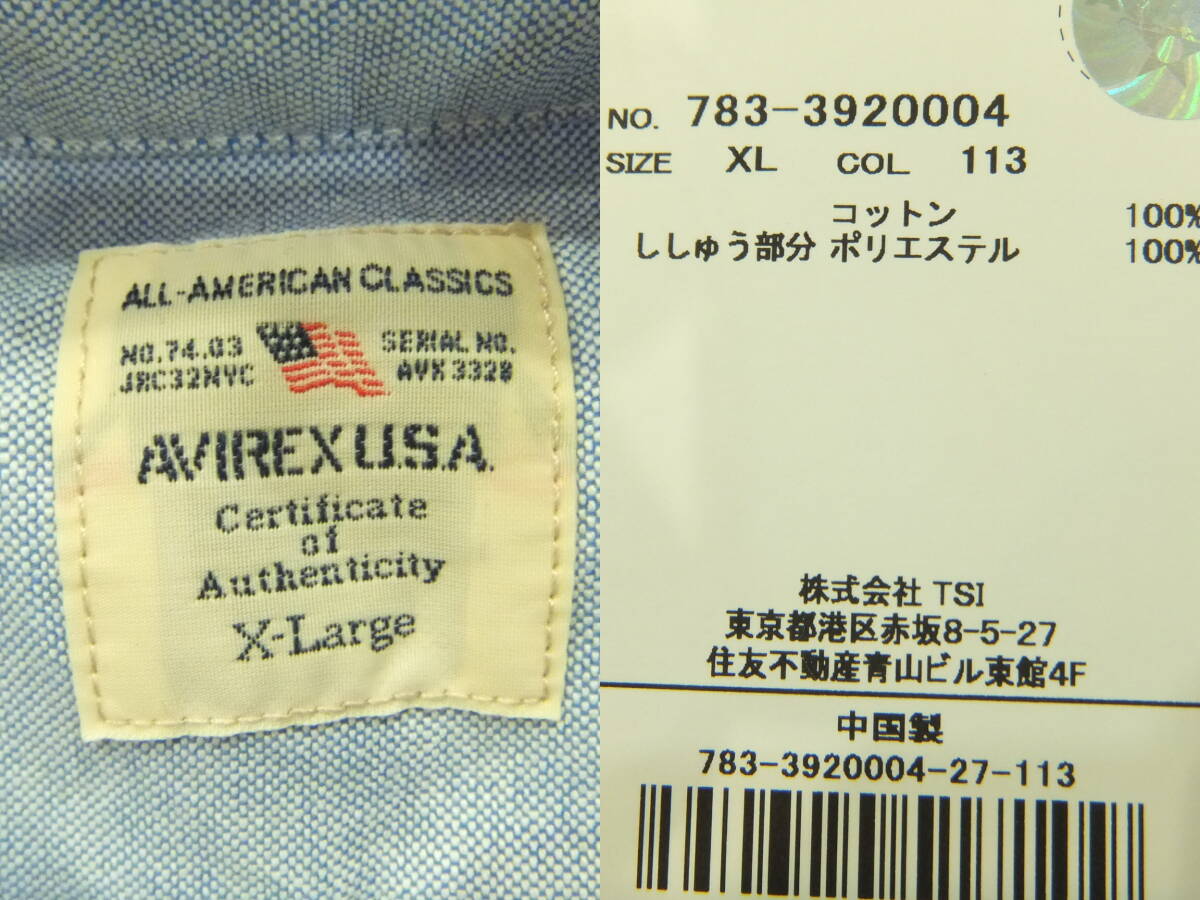 ALL-AMERICAN CLASSICS
NO.74.03
JRC32NYC
SERIAL NO.
AVX3328
AVIREX U.S.A.
Certificate
of
Authenticity
X-Large
NO. 783-3920004
SIZE XL COL 113
コットン 100%
ししゅう部分 ポリエステル 100%
株式会社 TSI
東京都港区赤坂8-5-27
住友不動産青山ビル東館4F
中国製
783-3920004-27-113